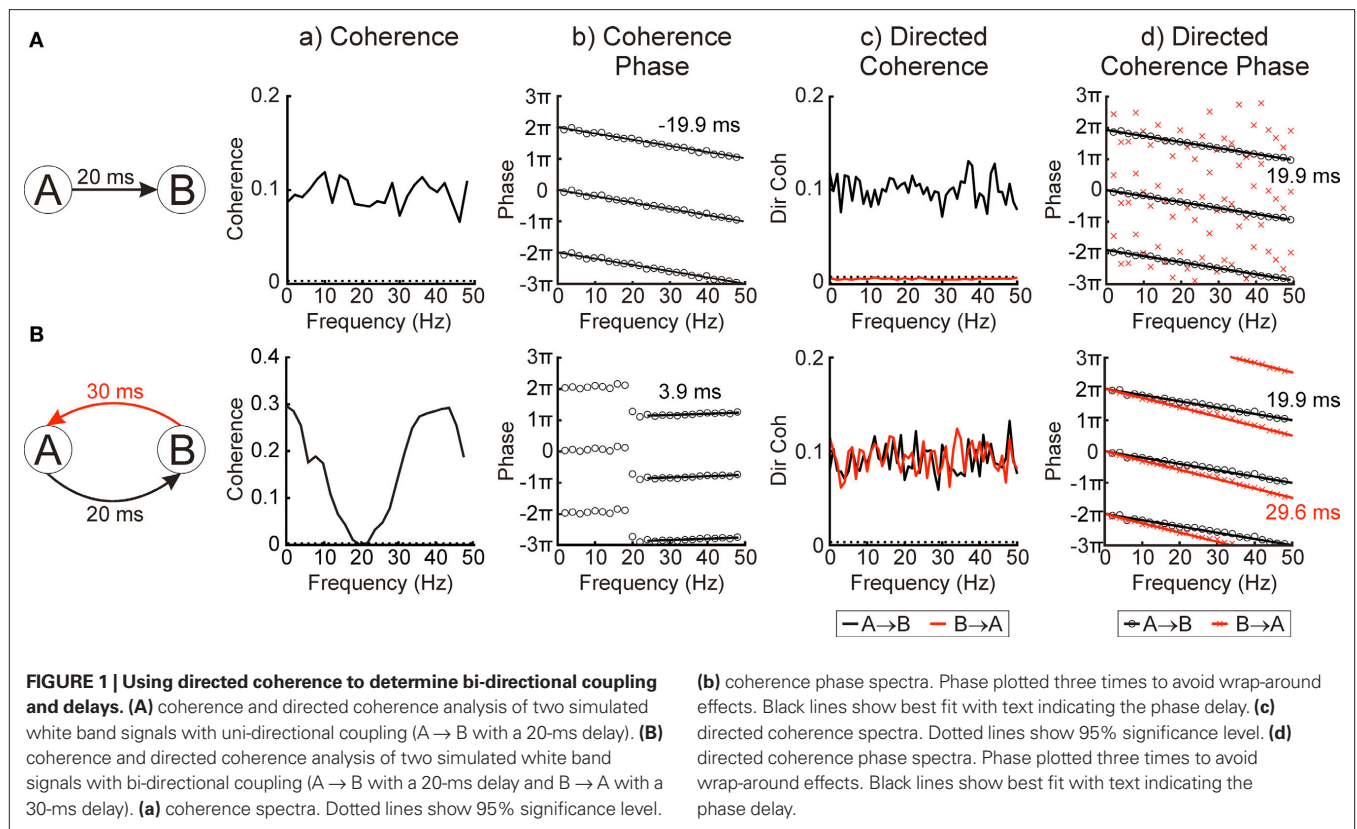 A
a) Coherence
b) Coherence
Phase
c) Directed
Coherence
d) Directed
Coherence Phase
A
20 ms
B
0.2
0.1
0
Coherence
0 10 20 30 40 50
Frequency (Hz)
3π
2π
1π
0
-1π
-2π
-3π
Phase
-19.9 ms
0 10 20 30 40 50
Frequency (Hz)
0.2
0.1
0
Dir Coh
0 10 20 30 40 50
Frequency (Hz)
3π
2π
1π
0
-1π
-2π
-3π
Phase
19.9 ms
0 10 20 30 40 50
Frequency (Hz)
B
30 ms
A
B
20 ms
0.4
0.3
0.2
0.1
0
Coherence
0 10 20 30 40 50
Frequency (Hz)
3π
2π
1π
0
-1π
-2π
-3π
Phase
3.9 ms
0 10 20 30 40 50
Frequency (Hz)
0.2
0.1
0
Dir Coh
0 10 20 30 40 50
Frequency (Hz)
3π
2π
1π
0
-1π
-2π
-3π
Phase
19.9 ms
29.6 ms
0 10 20 30 40 50
Frequency (Hz)
A→B B→A
A→B B→A
FIGURE 1 | Using directed coherence to determine bi-directional coupling
and delays. (A) coherence and directed coherence analysis of two simulated
white band signals with uni-directional coupling (A → B with a 20-ms delay). (B)
coherence and directed coherence analysis of two simulated white band
signals with bi-directional coupling (A → B with a 20-ms delay and B → A with a
30-ms delay). (a) coherence spectra. Dotted lines show 95% significance level.
(b) coherence phase spectra. Phase plotted three times to avoid wrap-around
effects. Black lines show best fit with text indicating the phase delay. (c)
directed coherence spectra. Dotted lines show 95% significance level. (d)
directed coherence phase spectra. Phase plotted three times to avoid
wrap-around effects. Black lines show best fit with text indicating the
phase delay.